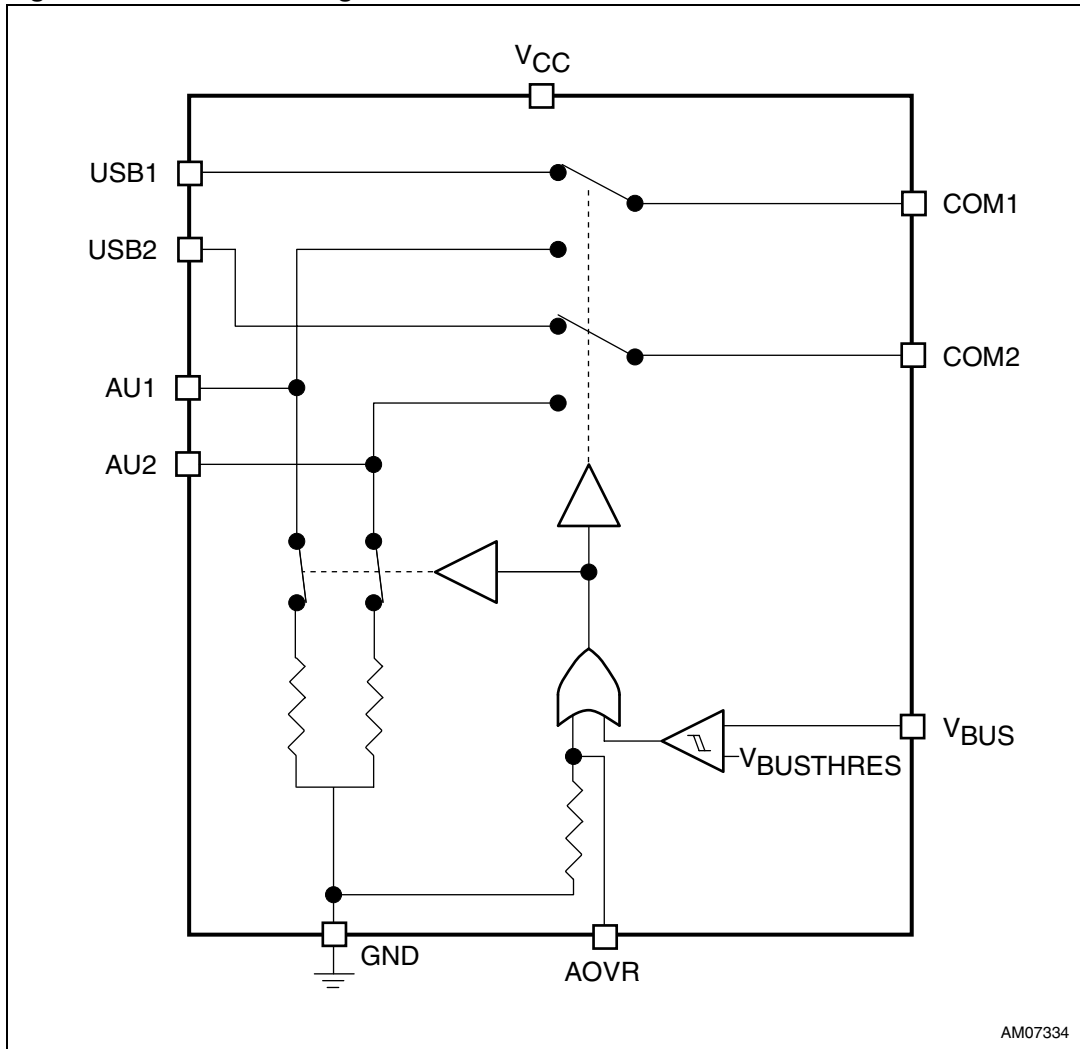 VCC
USB1
COM1
USB2
COM2
AU1
AU2
VBUS
VBUSTHRES
GND
AOVR
AM07334